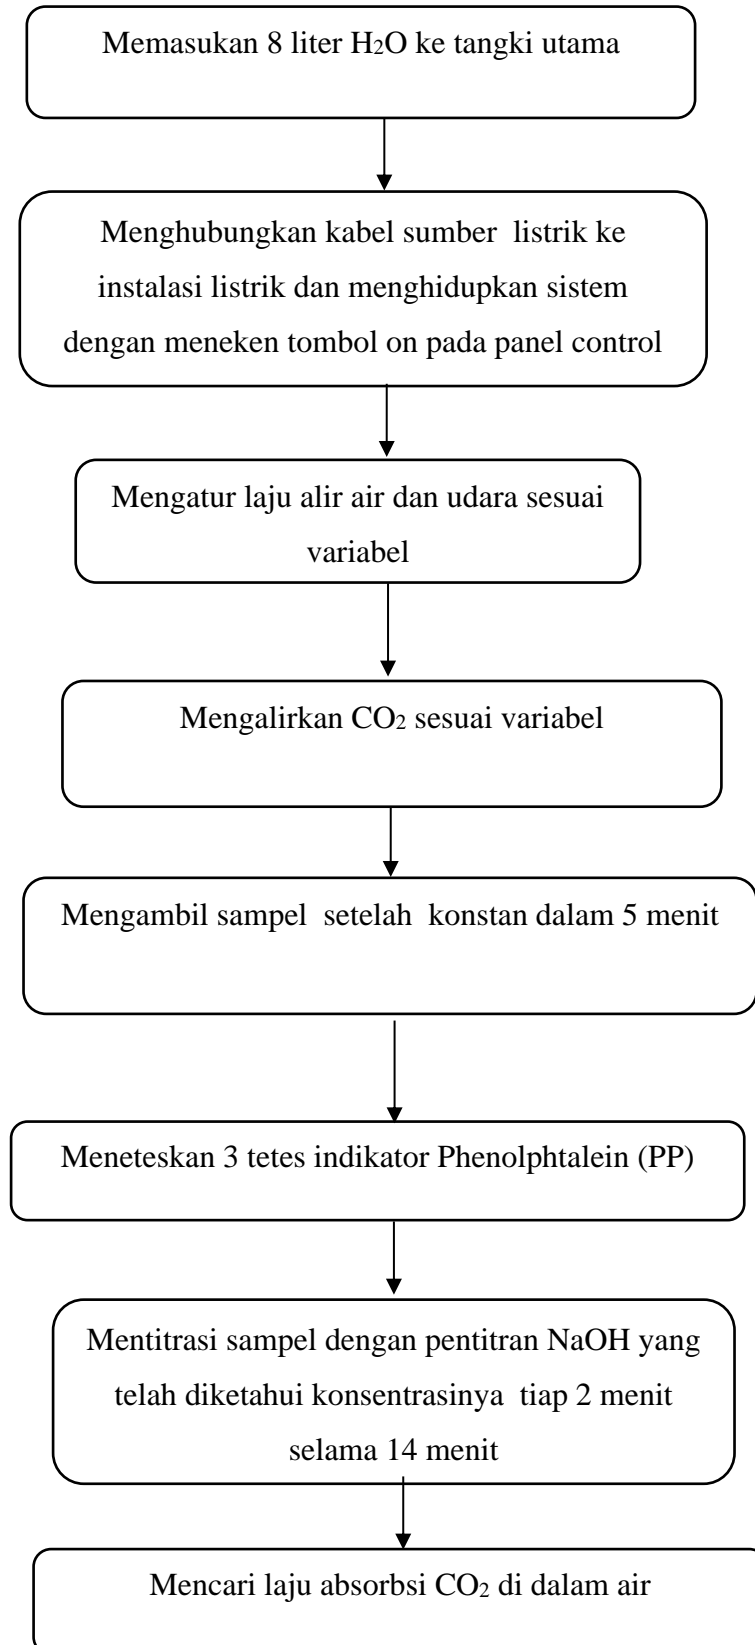 Memasukan 8 liter H₂O ke tangki utama
Menghubungkan kabel sumber listrik ke
instalasi listrik dan menghidupkan sistem
dengan meneken tombol on pada panel control
Mengatur laju alir air dan udara sesuai
variabel
Mengalirkan CO₂ sesuai variabel
Mengambil sampel setelah konstan dalam 5 menit
Meneteskan 3 tetes indikator Phenolphtalein (PP)
Mentitrasi sampel dengan pentitran NaOH yang
telah diketahui konsentrasinya tiap 2 menit
selama 14 menit
Mencari laju absorbsi CO₂ di dalam air